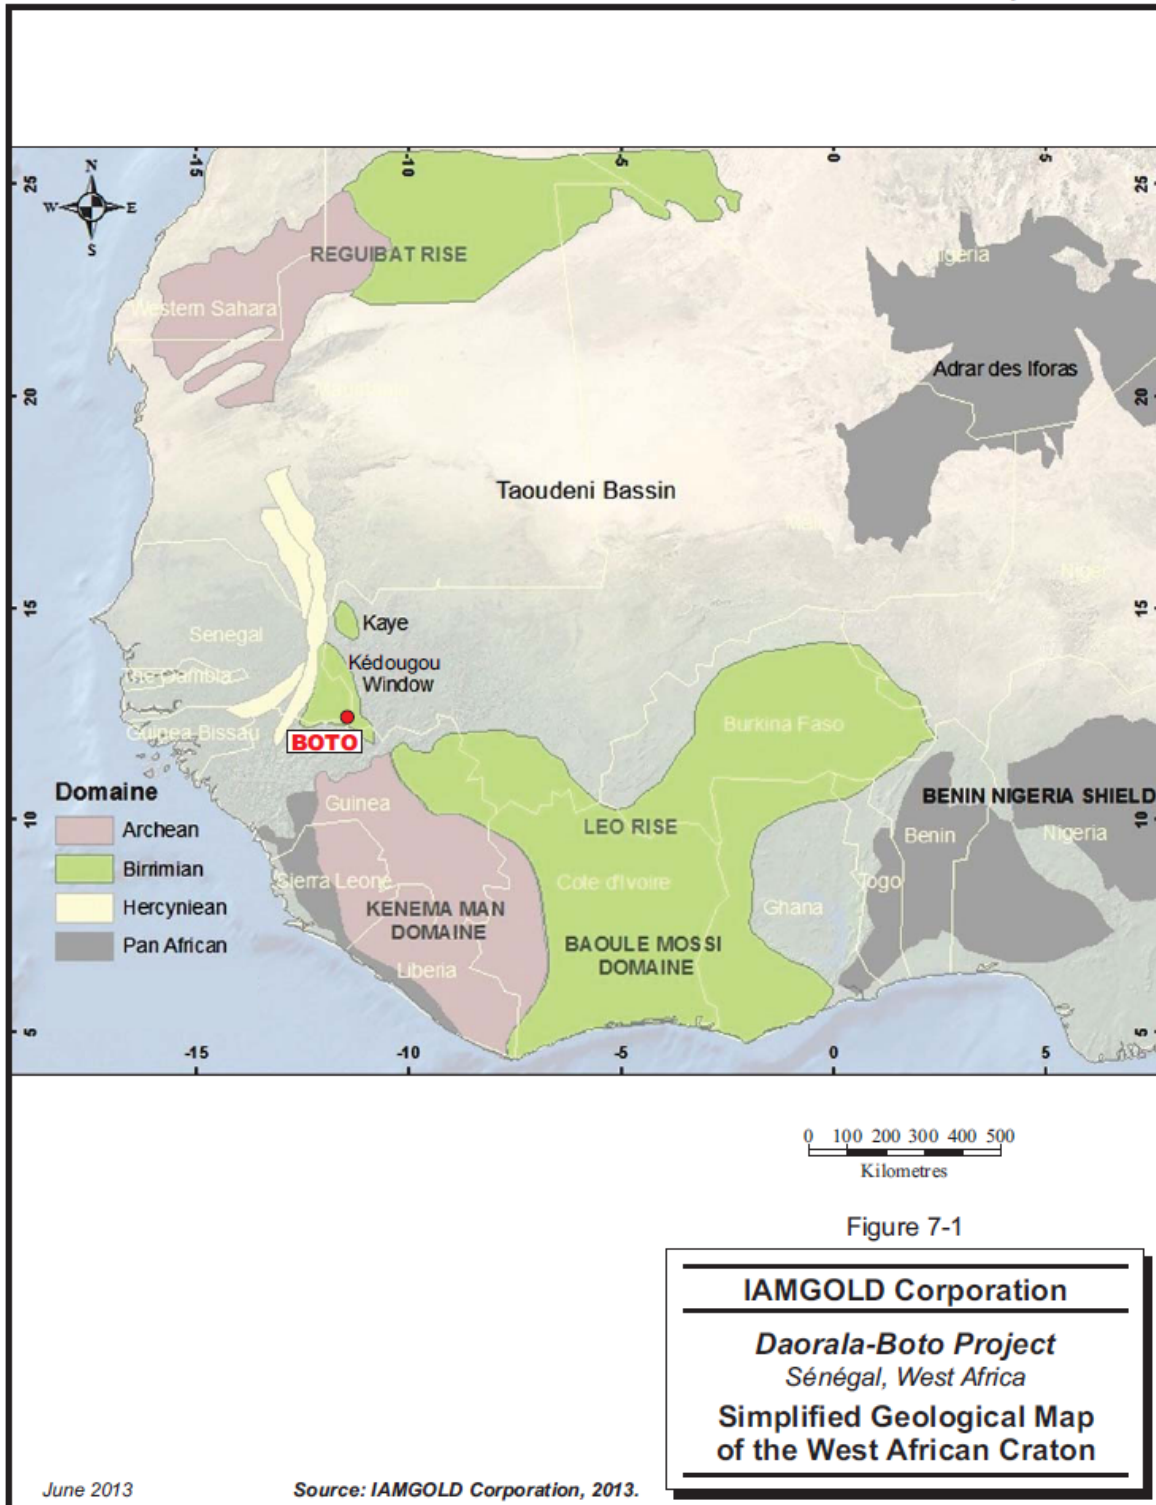 -15
-10
-5
0
5
25
25
N
W
E
S
REGUIBAT RISE
Western Sahara
Adrar des Iforas
20
20
Taoudeni Bassin
Niger
15
15
Kaye
Senegal
Kédougou
Window
The Gambia
Guinea Bissau
BOTO
Burkina Faso
Domaine
Archean
Birrimian
Hercyniean
Pan African
Guinea
LEO RISE
BENIN NIGERIA SHIELD
10
10
Benin
Nigeria
Sierra Leone
Cote d'Ivoire
Togo
KENEMA MAN
DOMAINE
Ghana
BAOULE MOSSI
DOMAINE
Liberia
5
5
-15
-10
-5
0
5
0 100 200 300 400 500
Kilometres
Figure 7-1
IAMGOLD Corporation
Daorala-Boto Project
Sénégal, West Africa
Simplified Geological Map
of the West African Craton
June 2013
Source: IAMGOLD Corporation, 2013.